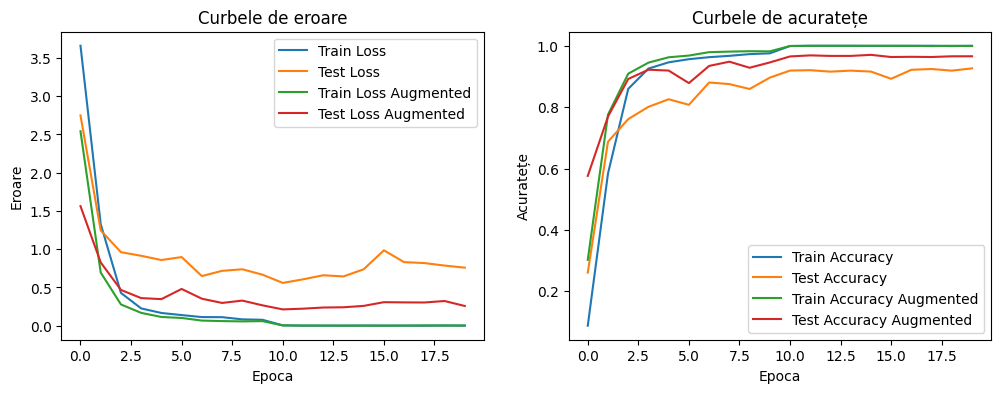 Curbele de eroare
3.5
3.0
2.5
2.0
1.5
1.0
0.5
0.0
Eroare
Train Loss
Test Loss
Train Loss Augmented
Test Loss Augmented
0.0 2.5 5.0 7.5 10.0 12.5 15.0 17.5
Epoca
Curbele de acuratețe
1.0
0.8
0.6
0.4
0.2
Acuratețe
Train Accuracy
Test Accuracy
Train Accuracy Augmented
Test Accuracy Augmented
0.0 2.5 5.0 7.5 10.0 12.5 15.0 17.5
Epoca